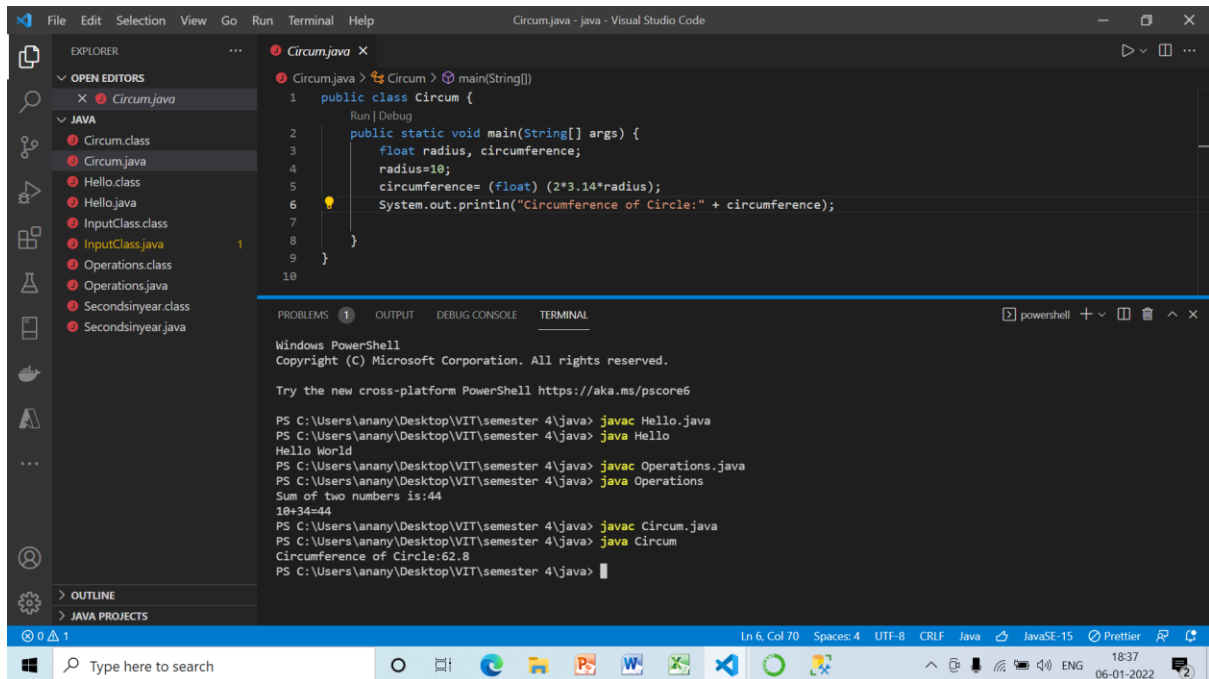 File Edit Selection View Go Run Terminal Help Circum.java - java - Visual Studio Code
EXPLORER
OPEN EDITORS
Circum.java
JAVA
Circum.class
Circum.java
Hello.class
Hello.java
InputClass.class
InputClass.java 1
Operations.class
Operations.java
Secondsinyear.class
Secondsinyear.java
OUTLINE
JAVA PROJECTS
Circum.java
Circum.java > Circum > main(String[])
1 public class Circum {
Run | Debug
2 public static void main(String[] args) {
3 float radius, circumference;
4 radius=10;
5 circumference= (float) (2*3.14*radius);
6 System.out.println("Circumference of Circle:" + circumference);
7
8 }
9 }
10
PROBLEMS 1 OUTPUT DEBUG CONSOLE TERMINAL powershell
Windows PowerShell
Copyright (C) Microsoft Corporation. All rights reserved.
Try the new cross-platform PowerShell https://aka.ms/pscore6
PS C:\Users\anany\Desktop\VIT\semester 4\java> javac Hello.java
PS C:\Users\anany\Desktop\VIT\semester 4\java> java Hello
Hello World
PS C:\Users\anany\Desktop\VIT\semester 4\java> javac Operations.java
PS C:\Users\anany\Desktop\VIT\semester 4\java> java Operations
Sum of two numbers is:44
10+34=44
PS C:\Users\anany\Desktop\VIT\semester 4\java> javac Circum.java
PS C:\Users\anany\Desktop\VIT\semester 4\java> java Circum
Circumference of Circle:62.8
PS C:\Users\anany\Desktop\VIT\semester 4\java>
0 1 Ln 6, Col 70 Spaces: 4 UTF-8 CRLF Java JavaSE-15 Prettier
Type here to search ENG 18:37
06-01-2022 2